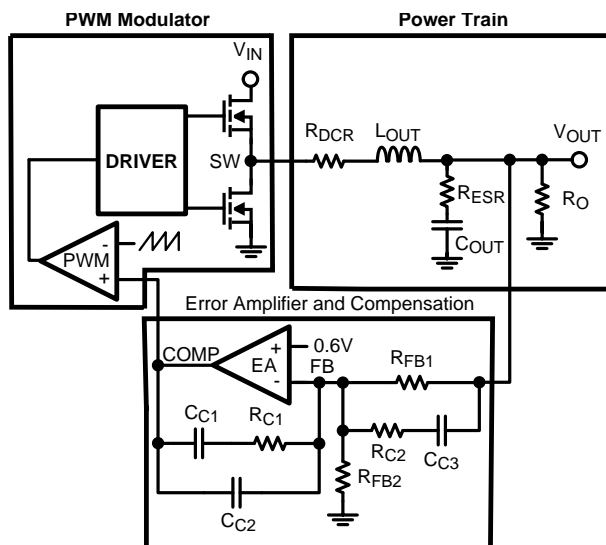 PWM Modulator
Power Train
VIN
DRIVER
SW
RDCR
LOUT
VOUT
RESR
RO
COUT
PWM
-
+
Error Amplifier and Compensation
COMP
EA
+
-
0.6V
FB
RFB1
CC1
RC1
RC2
CC3
CC2
RFB2